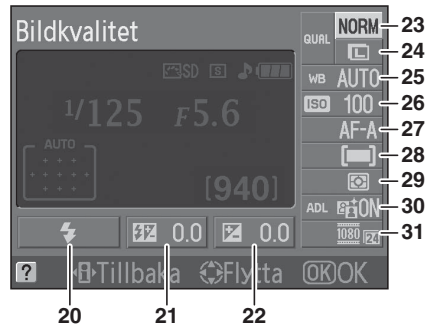 Bildkvalitet
QUAL NORM 23
L 24
SD S
WB AUTO 25
1/125 F5.6
ISO 100 26
AF-A 27
AUTO
28
[940]
29
ADL ON 30
0.0 0.0
1080 24 31
? Tillbaka Flytta OK OK
20 21 22